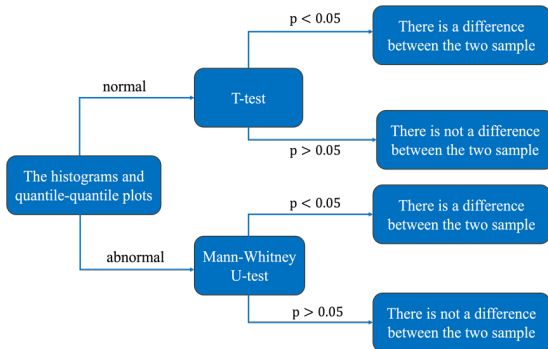 p < 0.05
There is a difference
between the two sample
normal
T-test
p > 0.05
There is not a difference
between the two sample
The histograms and
quantile-quantile plots
p < 0.05
There is a difference
between the two sample
abnormal
Mann-Whitney
U-test
p > 0.05
There is not a difference
between the two sample